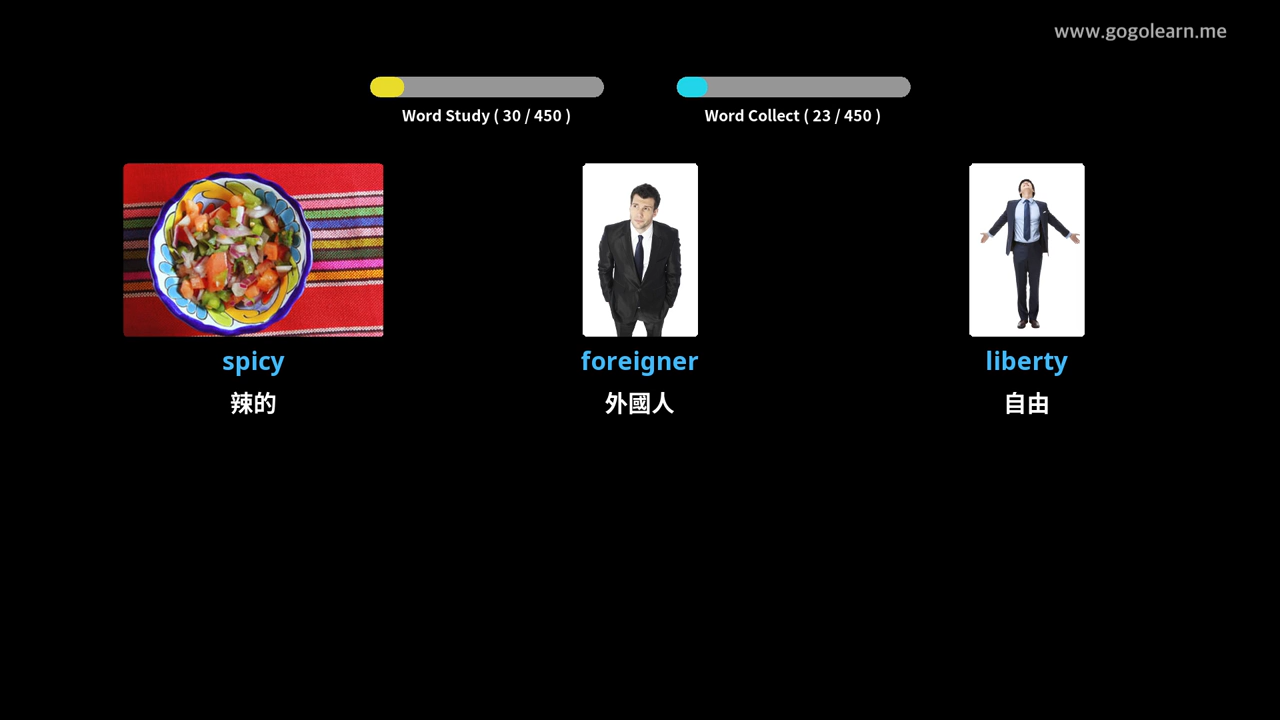 www.gogolearn.me
Word Study ( 30 / 450 )
Word Collect ( 23 / 450 )
spicy
foreigner
liberty
辣的
外國人
自由